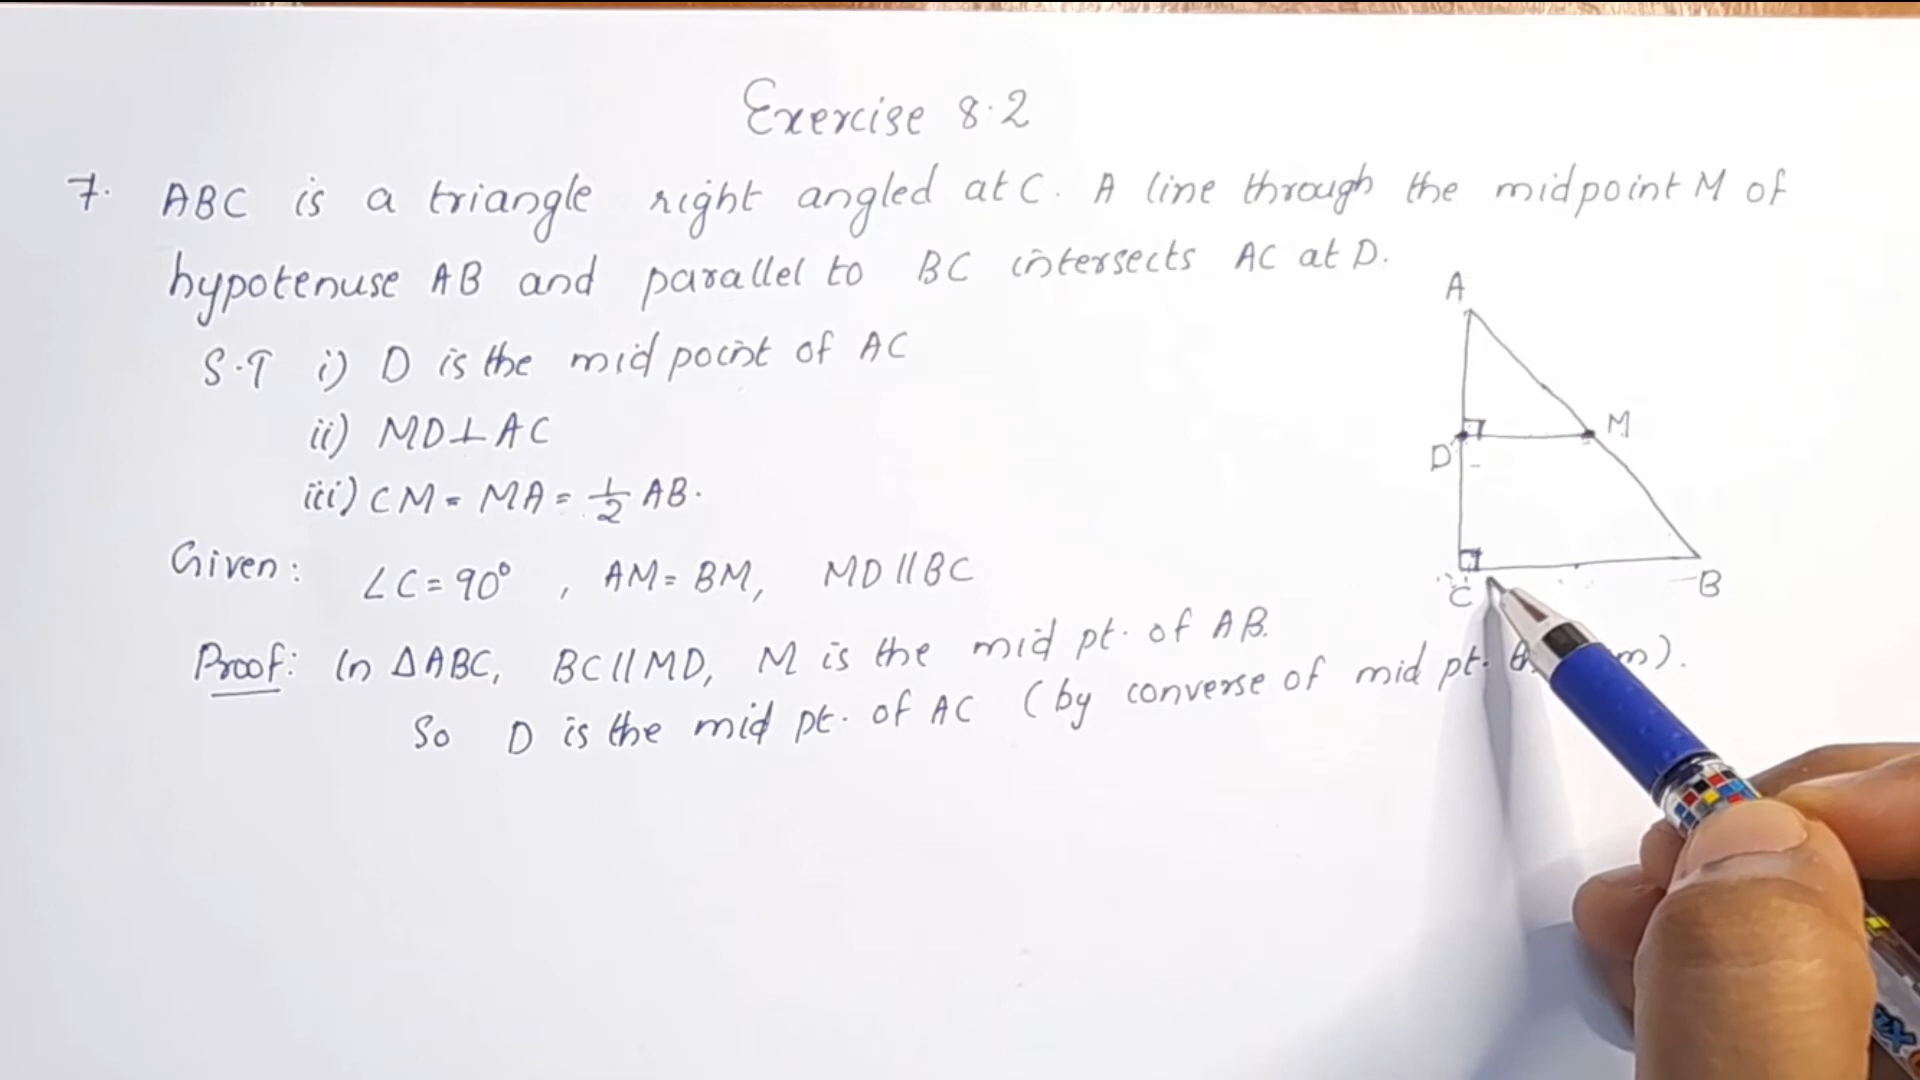 Exercise 8.2
7. ABC is a triangle right angled at C. A line through the midpoint M of
hypotenuse AB and parallel to BC intersects AC at D.
S.T i) D is the mid point of AC
ii) MD⊥AC
iii) CM = MA = 1/2 AB.
Given: ∠C = 90°, AM = BM, MD // BC
Proof: In ΔABC, BC // MD, M is the mid pt. of AB.
So D is the mid pt. of AC (by converse of mid pt.
A
M
D
C
B